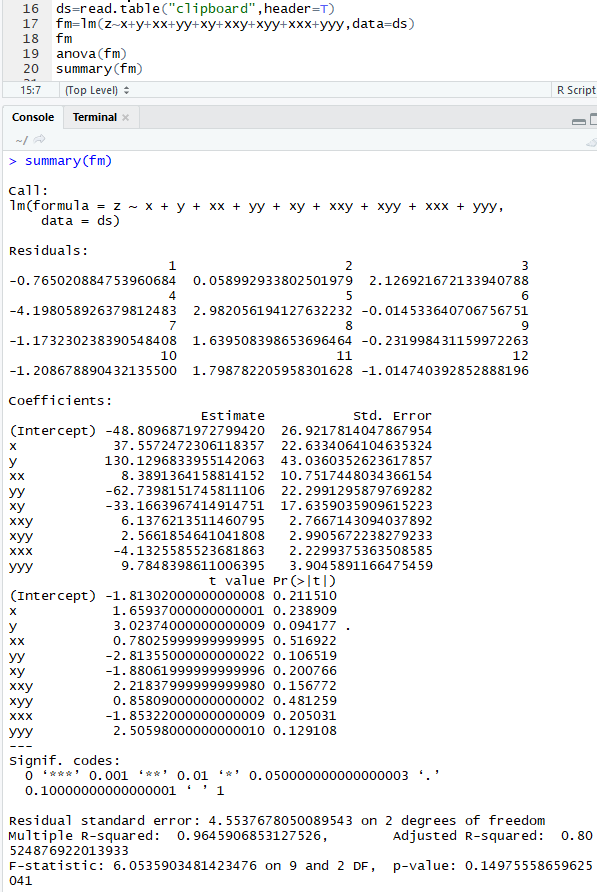 16 ds=read.table("clipboard",header=T)
17 fm=lm(z~x+y+xx+yy+xy+xxy+xyy+xxx+yyy,data=ds)
18 fm
19 anova(fm)
20 summary(fm)
15:7 (Top Level) R Script
Console Terminal ×
~/
> summary(fm)
Call:
lm(formula = z ~ x + y + xx + yy + xy + xxy + xyy + xxx + yyy,
data = ds)
Residuals:
1 2 3
-0.765020884753960684 0.058992933802501979 2.126921672133940788
4 5 6
-4.198058926379812483 2.982056194127632232 -0.014533640706756751
7 8 9
-1.173230238390548408 1.639508398653696464 -0.231998431159972263
10 11 12
-1.208678890432135500 1.798782205958301628 -1.014740392852888196
Coefficients:
Estimate Std. Error
(Intercept) -48.8096871972799420 26.9217814047867954
x 37.5572472306118357 22.6334064104635324
y 130.1296833955142063 43.0360352623617857
xx 8.3891364158814152 10.7517448034366154
yy -62.7398151745811106 22.2991295879769282
xy -33.1663967414914751 17.6359035909615223
xxy 6.1376213511460795 2.7667143094037892
xyy 2.5661854641041808 2.9905672238279233
xxx -4.1325585523681863 2.2299375363508585
yyy 9.7848398611006395 3.9045891166475459
t value Pr(>|t|)
(Intercept) -1.81302000000000008 0.211510
x 1.65937000000000001 0.238909
y 3.02374000000000009 0.094177 .
xx 0.78025999999999995 0.516922
yy -2.81355000000000022 0.106519
xy -1.88061999999999996 0.200766
xxy 2.21837999999999980 0.156772
xyy 0.85809000000000002 0.481259
xxx -1.85322000000000009 0.205031
yyy 2.50598000000000010 0.129108
---
Signif. codes:
0 ‘***’ 0.001 ‘**’ 0.01 ‘*’ 0.050000000000000003 ‘.’
0.10000000000000001 ‘ ’ 1
Residual standard error: 4.5537678050089543 on 2 degrees of freedom
Multiple R-squared: 0.9645906853127526, Adjusted R-squared: 0.80
524876922013933
F-statistic: 6.0535903481423476 on 9 and 2 DF, p-value: 0.14975558659625
041